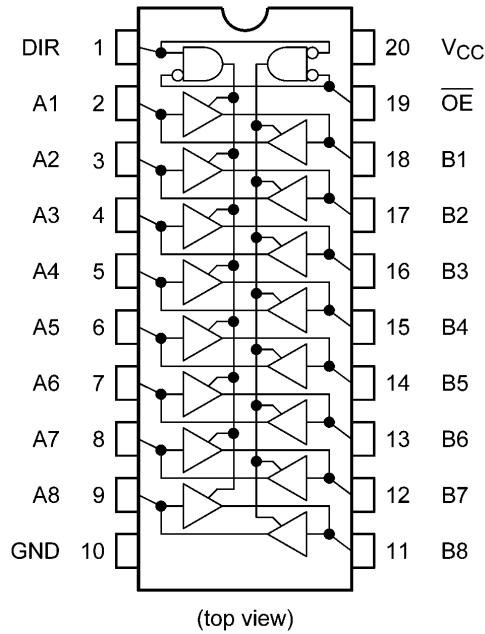 DIR 1 20 VCC
A1 2 19 OE
A2 3 18 B1
A3 4 17 B2
A4 5 16 B3
A5 6 15 B4
A6 7 14 B5
A7 8 13 B6
A8 9 12 B7
GND 10 11 B8
(top view)